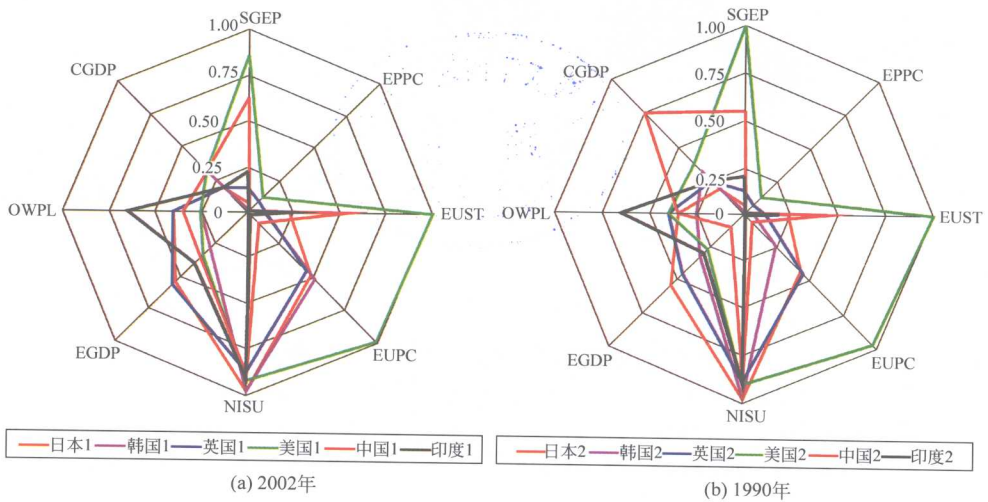 SGEP
1.00
CGDP
EPPC
0.75
0.50
0.25
OWPL
EUST
EGDP
EUPC
NISU
日本1 韩国1 英国1 美国1 中国1 印度1
(a) 2002年
SGEP
1.00
CGDP
EPPC
0.75
0.50
0.25
OWPL
EUST
EGDP
EUPC
NISU
日本2 韩国2 英国2 美国2 中国2 印度2
(b) 1990年